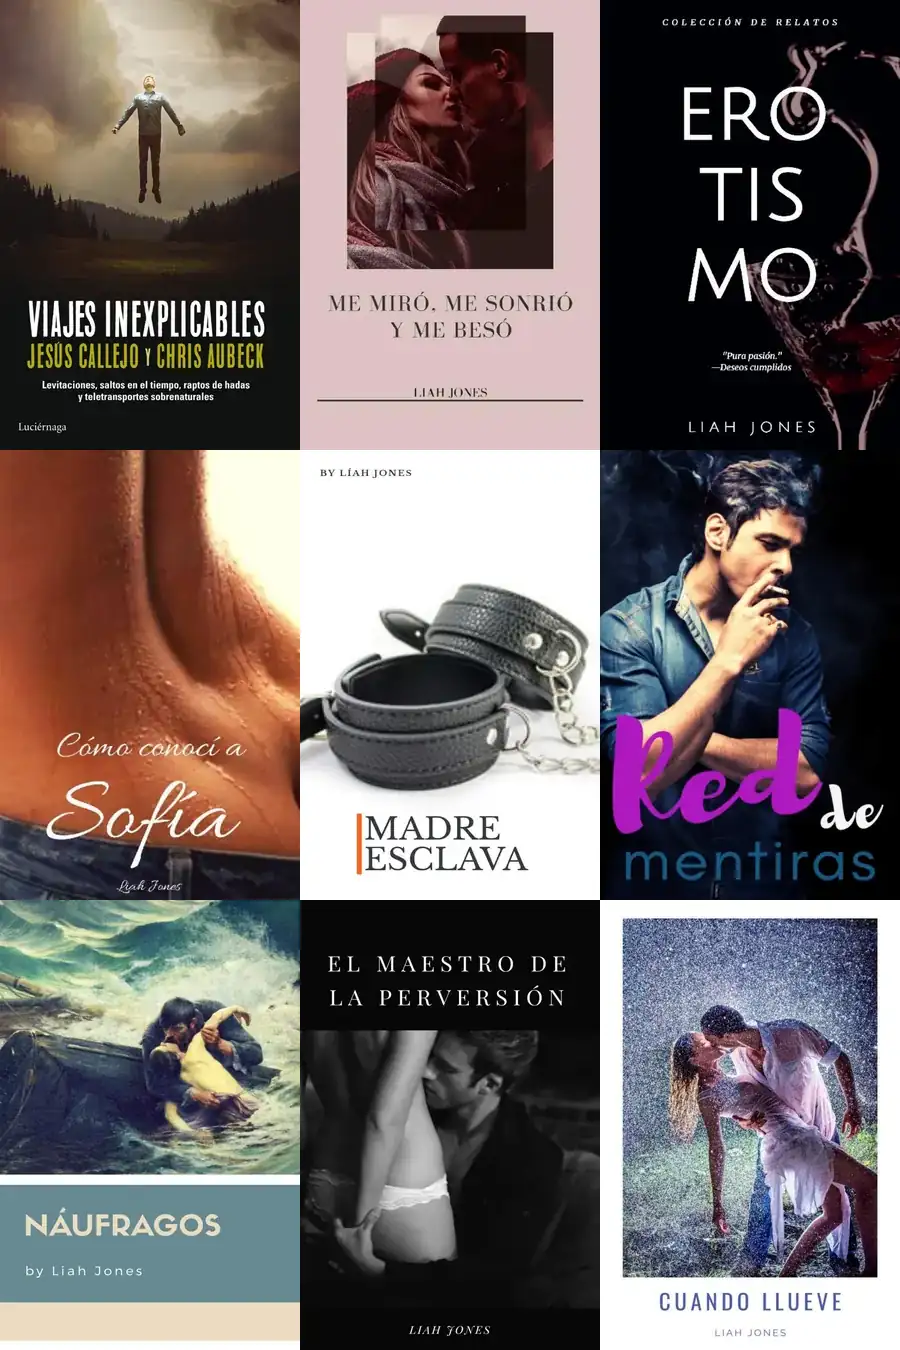 VIAJES INEXPLICABLES
JESÚS CALLEJO Y CHRIS AUBECK
Levitaciones, saltos en el tiempo, raptos de hadas
y teletransportes sobrenaturales
Luciérnaga
ME MIRÓ, ME SONRIÓ
Y ME BESÓ
LIAH JONES
COLECCIÓN DE RELATOS
ERO
TIS
MO
"Pura pasión."
—Deseos cumplidos
LIAH JONES
Cómo conocí a
Sofía
Liah Jones
BY LÍAH JONES
MADRE
ESCLAVA
Red de
mentiras
NÁUFRAGOS
by Liah Jones
EL MAESTRO DE
LA PERVERSIÓN
LIAH JONES
CUANDO LLUEVE
LIAH JONES